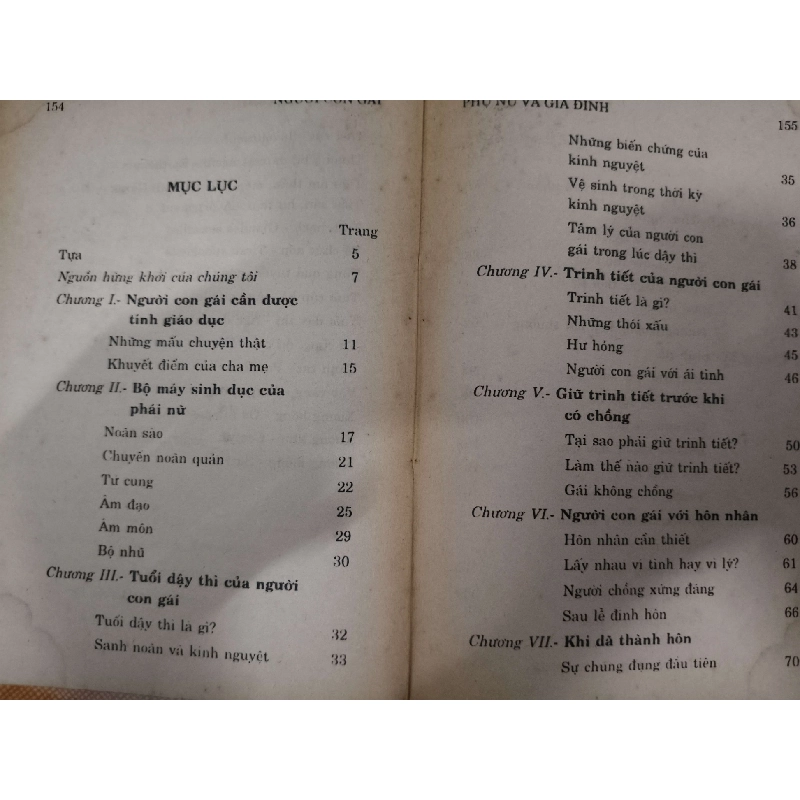 154
NGƯỜI CON GÁI
MỤC LỤC
Trang
Tựa 5
Nguồn hứng khởi của chúng tôi 7
Chương I.- Người con gái cần được
tính giáo dục
Những mẩu chuyện thật 11
Khuyết điểm của cha mẹ 15
Chương II.- Bộ máy sinh dục của
phái nữ
Noãn sào 17
Chuyên noãn quản 21
Tư cung 22
Âm đạo 25
Âm môn 29
Bộ nhũ 30
Chương III.- Tuổi dậy thì của người
con gái
Tuổi dậy thì là gì? 32
Sanh noãn và kinh nguyệt 33
PHỤ NỮ VÀ GIA ĐÌNH
155
Những biến chứng của
kinh nguyệt 35
Vệ sinh trong thời kỳ
kinh nguyệt 36
Tâm lý của người con
gái trong lúc dậy thì 38
Chương IV.- Trinh tiết của người con gái
Trinh tiết là gì? 41
Những thói xấu 43
Hư hỏng 45
Người con gái với ái tình 46
Chương V.- Giữ trinh tiết trước khi
có chồng
Tại sao phải giữ trinh tiết? 50
Làm thế nào giữ trinh tiết? 53
Gái không chồng 56
Chương VI.- Người con gái với hôn nhân
Hôn nhân cần thiết 60
Lấy nhau vì tình hay vì lý? 61
Người chồng xứng đáng 64
Sau lễ đính hôn 66
Chương VII.- Khi đã thành hôn
Sự chung đụng đầu tiên 70